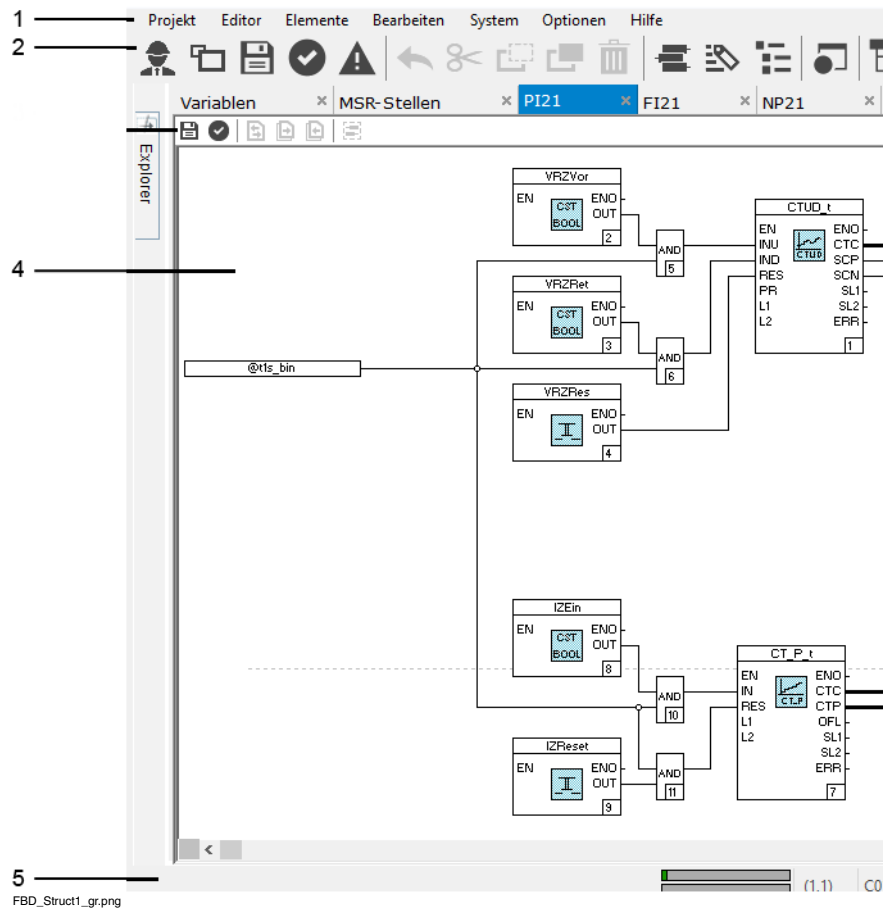 1
Projekt Editor Elemente Bearbeiten System Optionen Hilfe
2
Variablen × MSR-Stellen × PI21 × FI21 × NP21 ×
Explorer
4
VRZVor
EN ENO
CST BOOL OUT
2
AND
5
CTUD_t
EN ENO
INU CTC
CTUD
IND SCP
RES SCN
PR SL1
L1 SL2
L2 ERR
1
VRZRet
EN ENO
CST BOOL OUT
3
AND
6
@t1s_bin
VRZRes
EN ENO
OUT
4
IZEin
EN ENO
CST BOOL OUT
8
AND
10
CT_P_t
EN ENO
IN CTC
CT_P
RES CTP
L1 OFL
L2 SL1
SL2
ERR
7
IZReset
EN ENO
OUT
9
AND
11
<
5
(1,1) C0
FBD_Struct1_gr.png